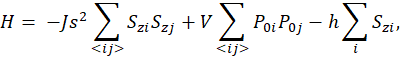 H = −Js² ∑_{<ij>} S_{zi}S_{zj} + V ∑_{<ij>} P_{0i}P_{0j} − h ∑_{i} S_{zi},